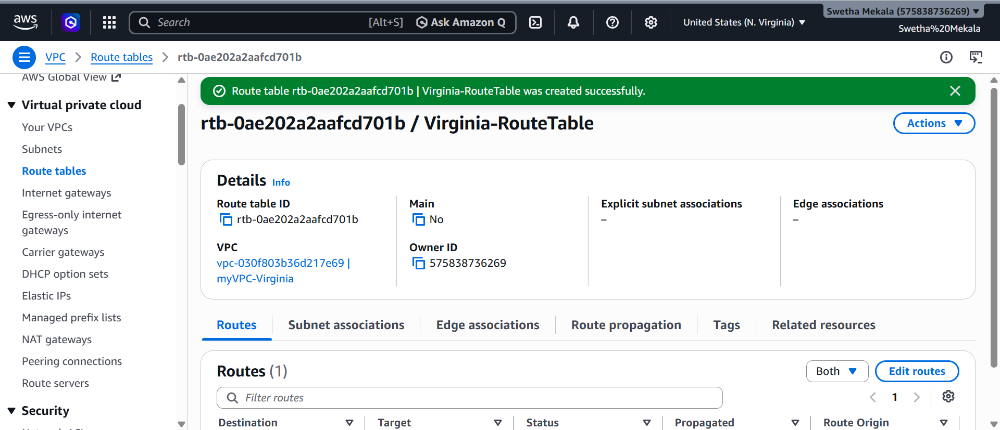 aws
Search [Alt+S] Ask Amazon Q
United States (N. Virginia)
Swetha Mekala (575838736269)
Swetha%20Mekala
VPC
Route tables
rtb-0ae202a2aafcd701b
AWS Global View
Virtual private cloud
Your VPCs
Subnets
Route tables
Internet gateways
Egress-only internet
gateways
Carrier gateways
DHCP option sets
Elastic IPs
Managed prefix lists
NAT gateways
Peering connections
Route servers
Security
Route table rtb-0ae202a2aafcd701b | Virginia-RouteTable was created successfully.
rtb-0ae202a2aafcd701b / Virginia-RouteTable
Actions
Details Info
Route table ID
rtb-0ae202a2aafcd701b
VPC
vpc-030f803b36d217e69 |
myVPC-Virginia
Main
No
Owner ID
575838736269
Explicit subnet associations
–
Edge associations
–
Routes
Subnet associations
Edge associations
Route propagation
Tags
Related resources
Routes (1)
Both
Edit routes
Filter routes
1
Destination
Target
Status
Propagated
Route Origin